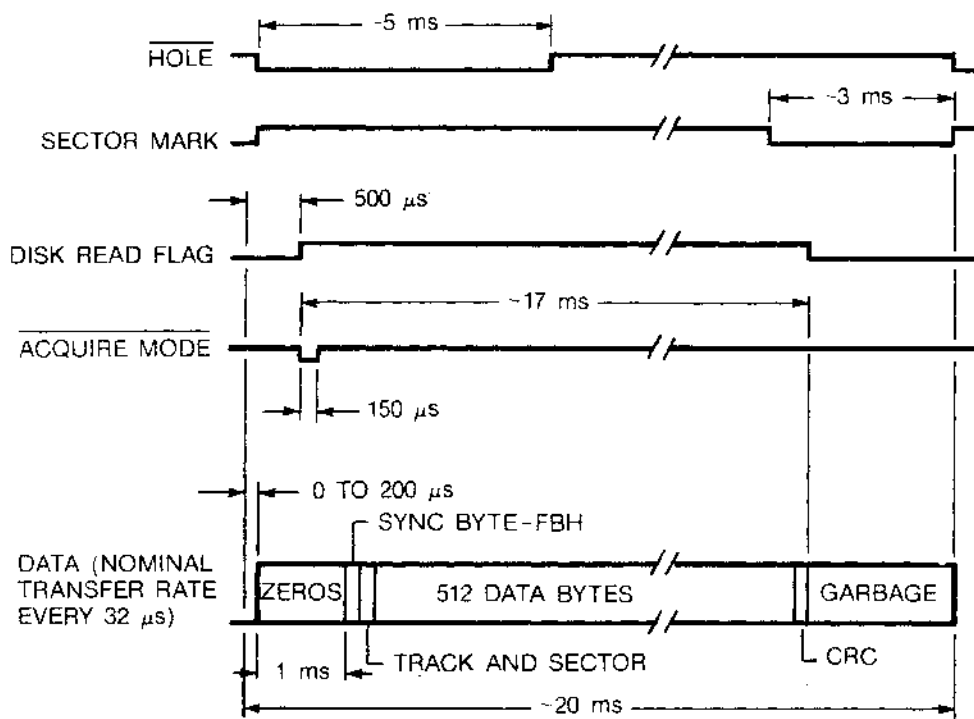 ~5 ms
HOLE
~3 ms
SECTOR MARK
500 μs
DISK READ FLAG
~17 ms
ACQUIRE MODE
150 μs
0 TO 200 μs
SYNC BYTE-FBH
DATA (NOMINAL
TRANSFER RATE
EVERY 32 μs)
ZEROS
512 DATA BYTES
GARBAGE
1 ms
TRACK AND SECTOR
CRC
~20 ms